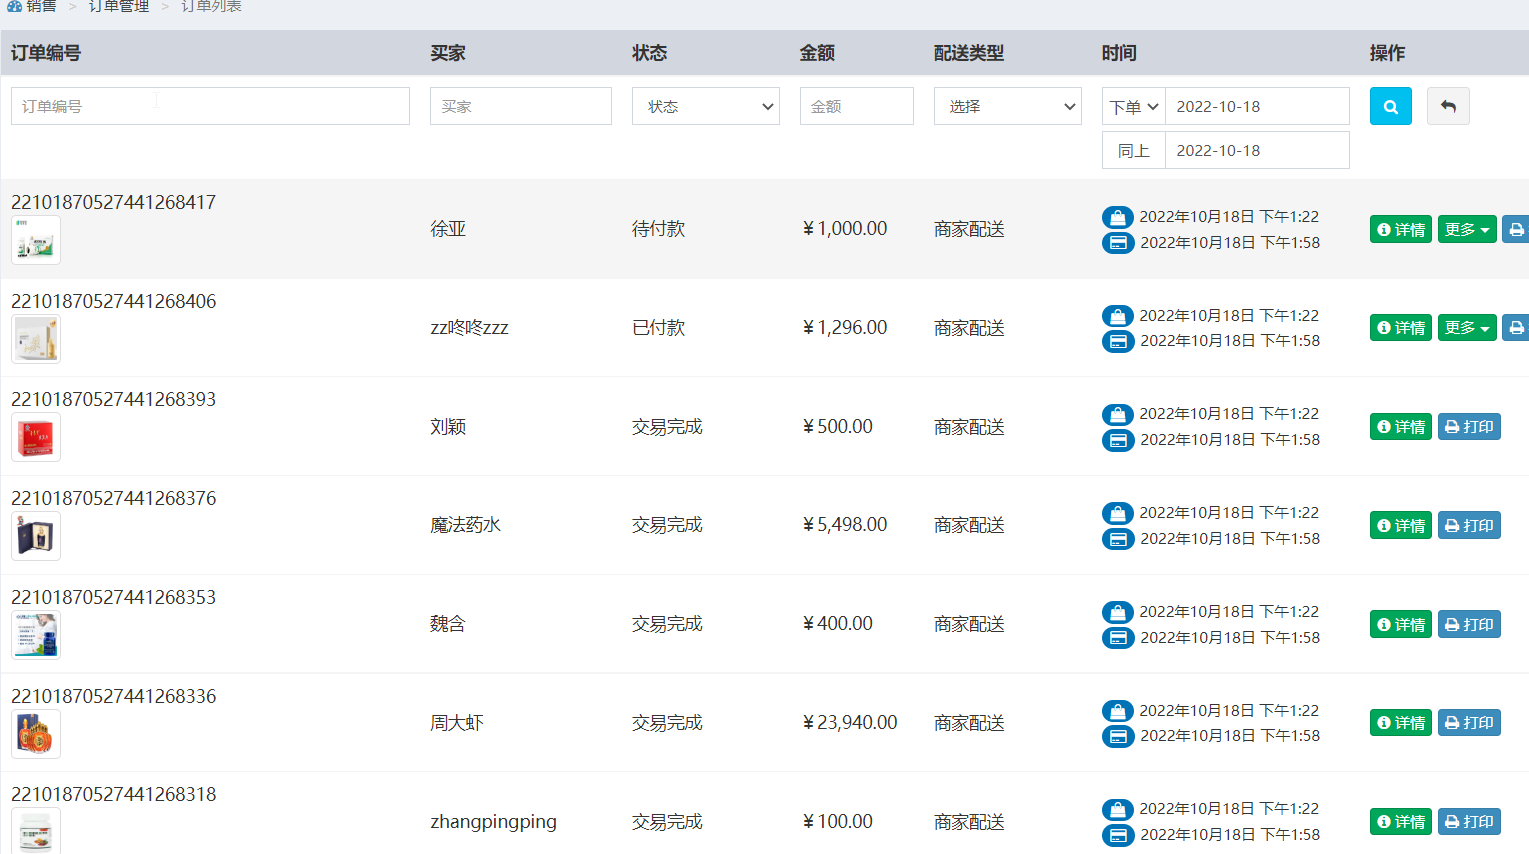 销售 > 订单管理 > 订单列表
订单编号 买家 状态 金额 配送类型 时间 操作
订单编号 买家 状态 金额 选择 下单 2022-10-18
同上 2022-10-18
22101870527441268417
徐亚 待付款 ¥1,000.00 商家配送 2022年10月18日 下午1:22 详情 更多
2022年10月18日 下午1:58
22101870527441268406
zz咚咚zzz 已付款 ¥1,296.00 商家配送 2022年10月18日 下午1:22 详情 更多
2022年10月18日 下午1:58
22101870527441268393
刘颖 交易完成 ¥500.00 商家配送 2022年10月18日 下午1:22 详情 打印
2022年10月18日 下午1:58
22101870527441268376
魔法药水 交易完成 ¥5,498.00 商家配送 2022年10月18日 下午1:22 详情 打印
2022年10月18日 下午1:58
22101870527441268353
魏含 交易完成 ¥400.00 商家配送 2022年10月18日 下午1:22 详情 打印
2022年10月18日 下午1:58
22101870527441268336
周大虾 交易完成 ¥23,940.00 商家配送 2022年10月18日 下午1:22 详情 打印
2022年10月18日 下午1:58
22101870527441268318
zhangpingping 交易完成 ¥100.00 商家配送 2022年10月18日 下午1:22 详情 打印
2022年10月18日 下午1:58